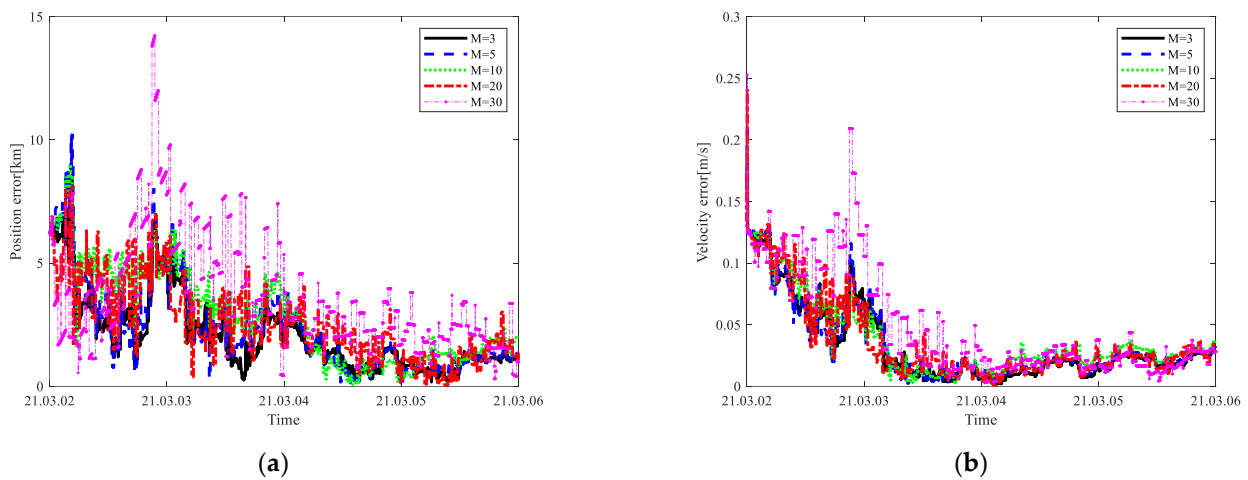 15
10
5
0
Position error[km]
21.03.02 21.03.03 21.03.04 21.03.05 21.03.06
Time
M=3
M=5
M=10
M=20
M=30
(a)
0.3
0.25
0.2
0.15
0.1
0.05
0
Velocity error[m/s]
21.03.02 21.03.03 21.03.04 21.03.05 21.03.06
Time
M=3
M=5
M=10
M=20
M=30
(b)